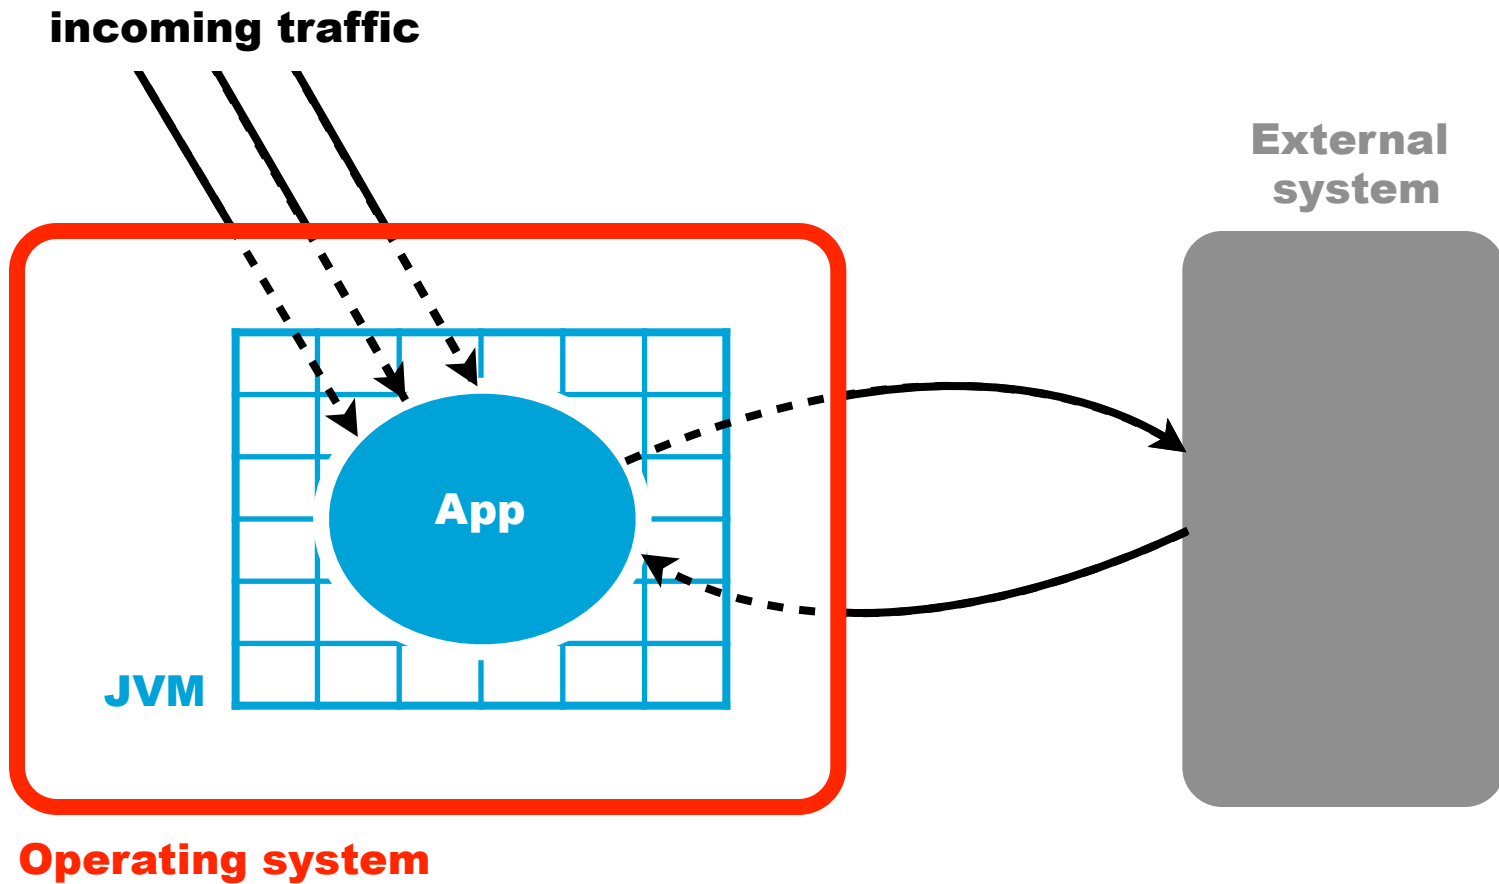 incoming traffic
External
system
App
JVM
Operating system